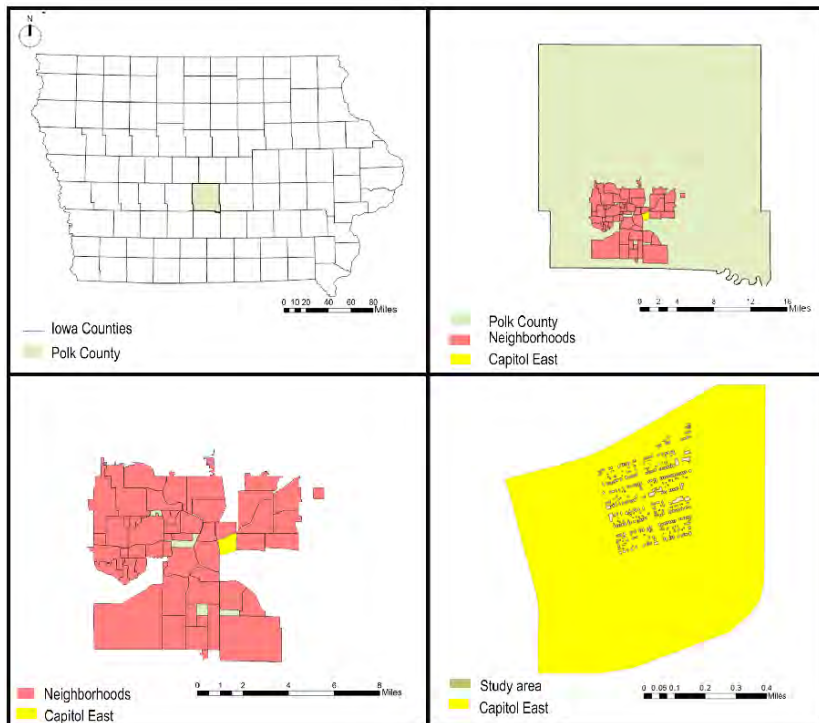 N
0 10 20 40 60 80
Miles
Iowa Counties
Polk County
0 2 4 8 12 16
Miles
Polk County
Neighborhoods
Capitol East
0 1 2 4 6 8
Miles
Neighborhoods
Capitol East
0 0.05 0.1 0.2 0.3 0.4
Miles
Study area
Capitol East